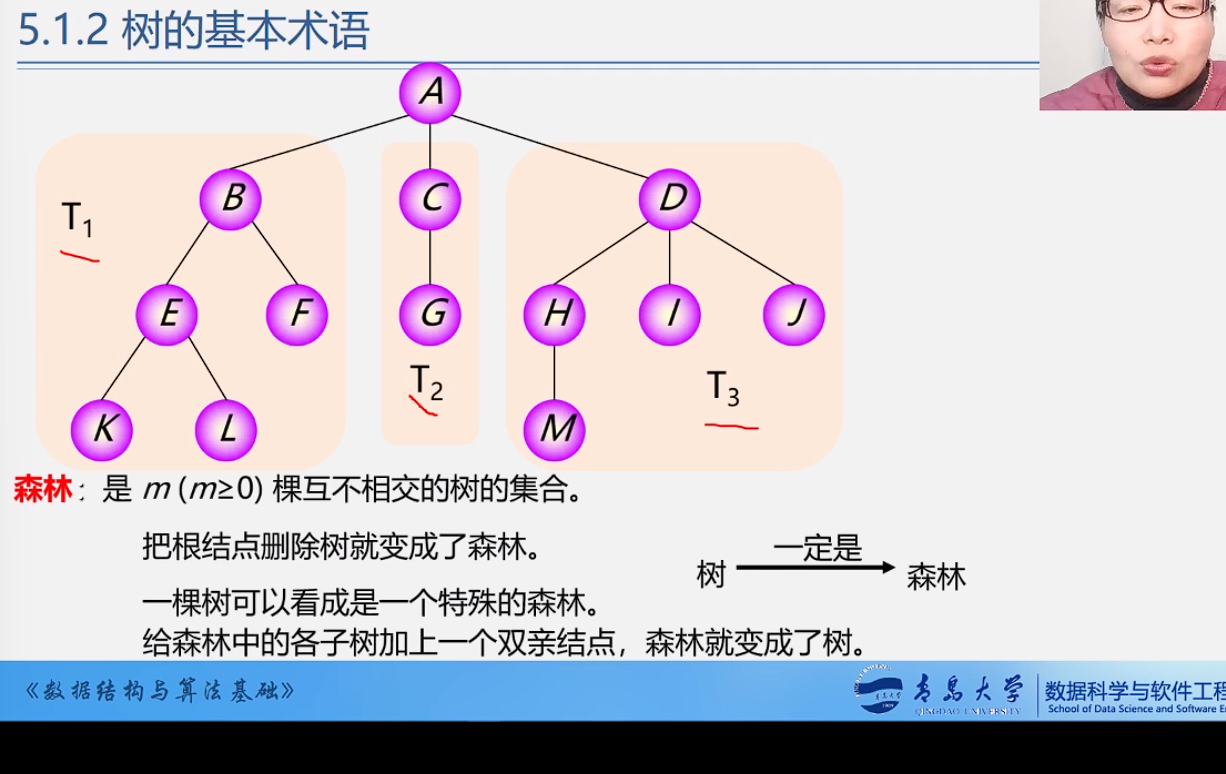 5.1.2 树的基本术语
A
B
C
D
T1
E
F
G
H
I
J
T2
T3
K
L
M
森林：是 m (m≥0) 棵互不相交的树的集合。
把根结点删除树就变成了森林。
一定是
树
森林
一棵树可以看成是一个特殊的森林。
给森林中的各子树加上一个双亲结点，森林就变成了树。
《数据结构与算法基础》
青岛大学
QINGDAO UNIVERSITY
数据科学与软件工程
School of Data Science and Software E